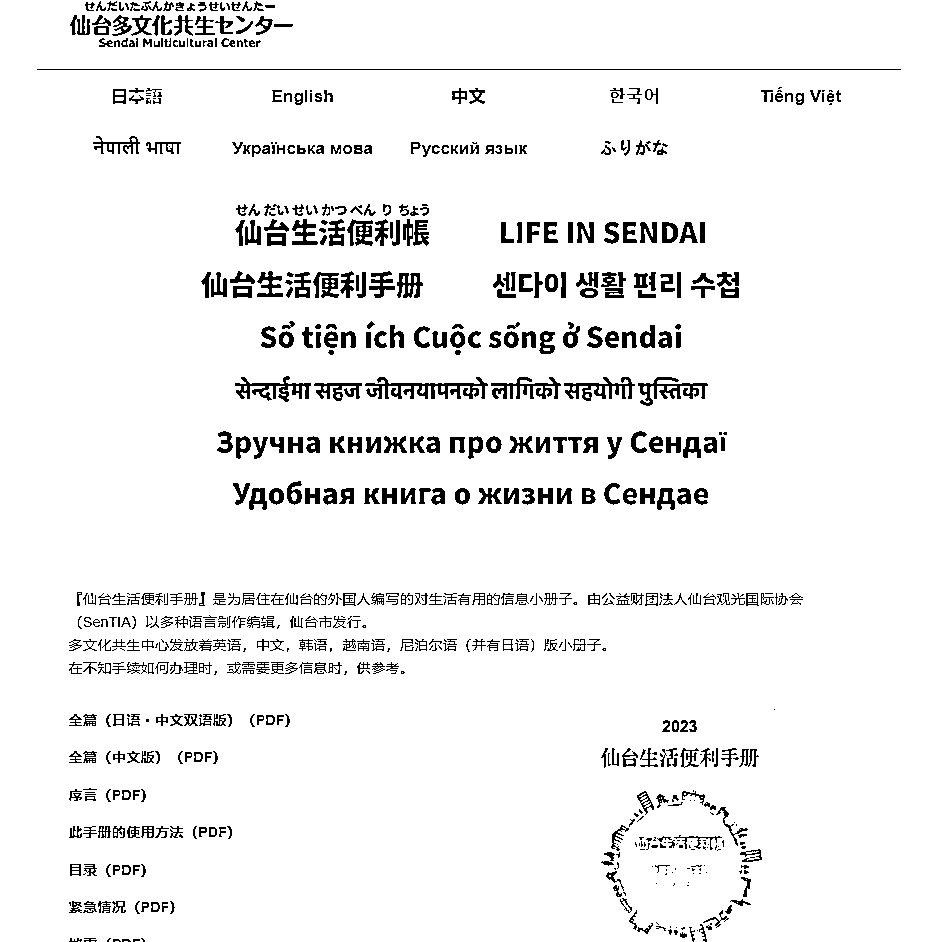 せんだいたぶんかきょうせいせんたー
仙台多文化共生センター
Sendai Multicultural Center
日本語 English 中文 한국어 Tiếng Việt
नेपाली भाषा Українська мова Русский язык ふりがな
せんだいせいかつべんりちょう
仙台生活便利帳 LIFE IN SENDAI
仙台生活便利手册 센다이 생활 편리 수첩
Sổ tiện ích Cuộc sống ở Sendai
सेन्दाईमा सहज जीवनयापनको लागिको सहयोगी पुस्तिका
Зручна книжка про життя у Сендаї
Удобная книга о жизни в Сендае
『仙台生活便利手册』是为居住在仙台的外国人编写的对生活有用的信息小册子。由公益财团法人仙台观光国际协会
（SenTIA）以多种语言制作编辑，仙台市发行。
多文化共生中心发放着英语，中文，韩语，越南语，尼泊尔语（并有日语）版小册子。
在不知手续如何办理时，或需要更多信息时，供参考。
全篇（日语・中文双语版）（PDF）
全篇（中文版）（PDF）
序言（PDF）
此手册的使用方法（PDF）
目录（PDF）
紧急情况（PDF）
2023
仙台生活便利手册
仙台生活便利帳